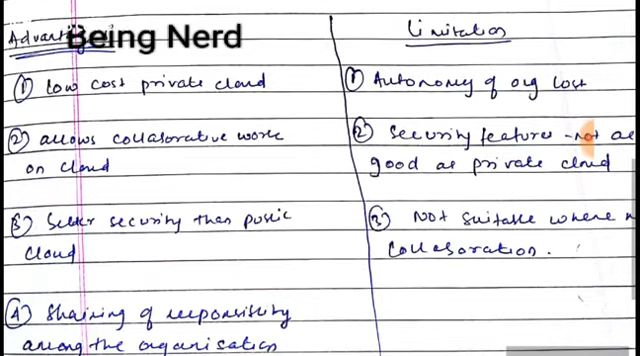 Advant
Being Nerd
① Low cost private cloud
② allows collaborative work
on cloud
③ Better security than public
cloud
④ Sharing of responsibility
among the organisation
Limitation
① Autonomy of org lost
② Security features not as
good as private cloud
③ Not suitable where n
collaboration.